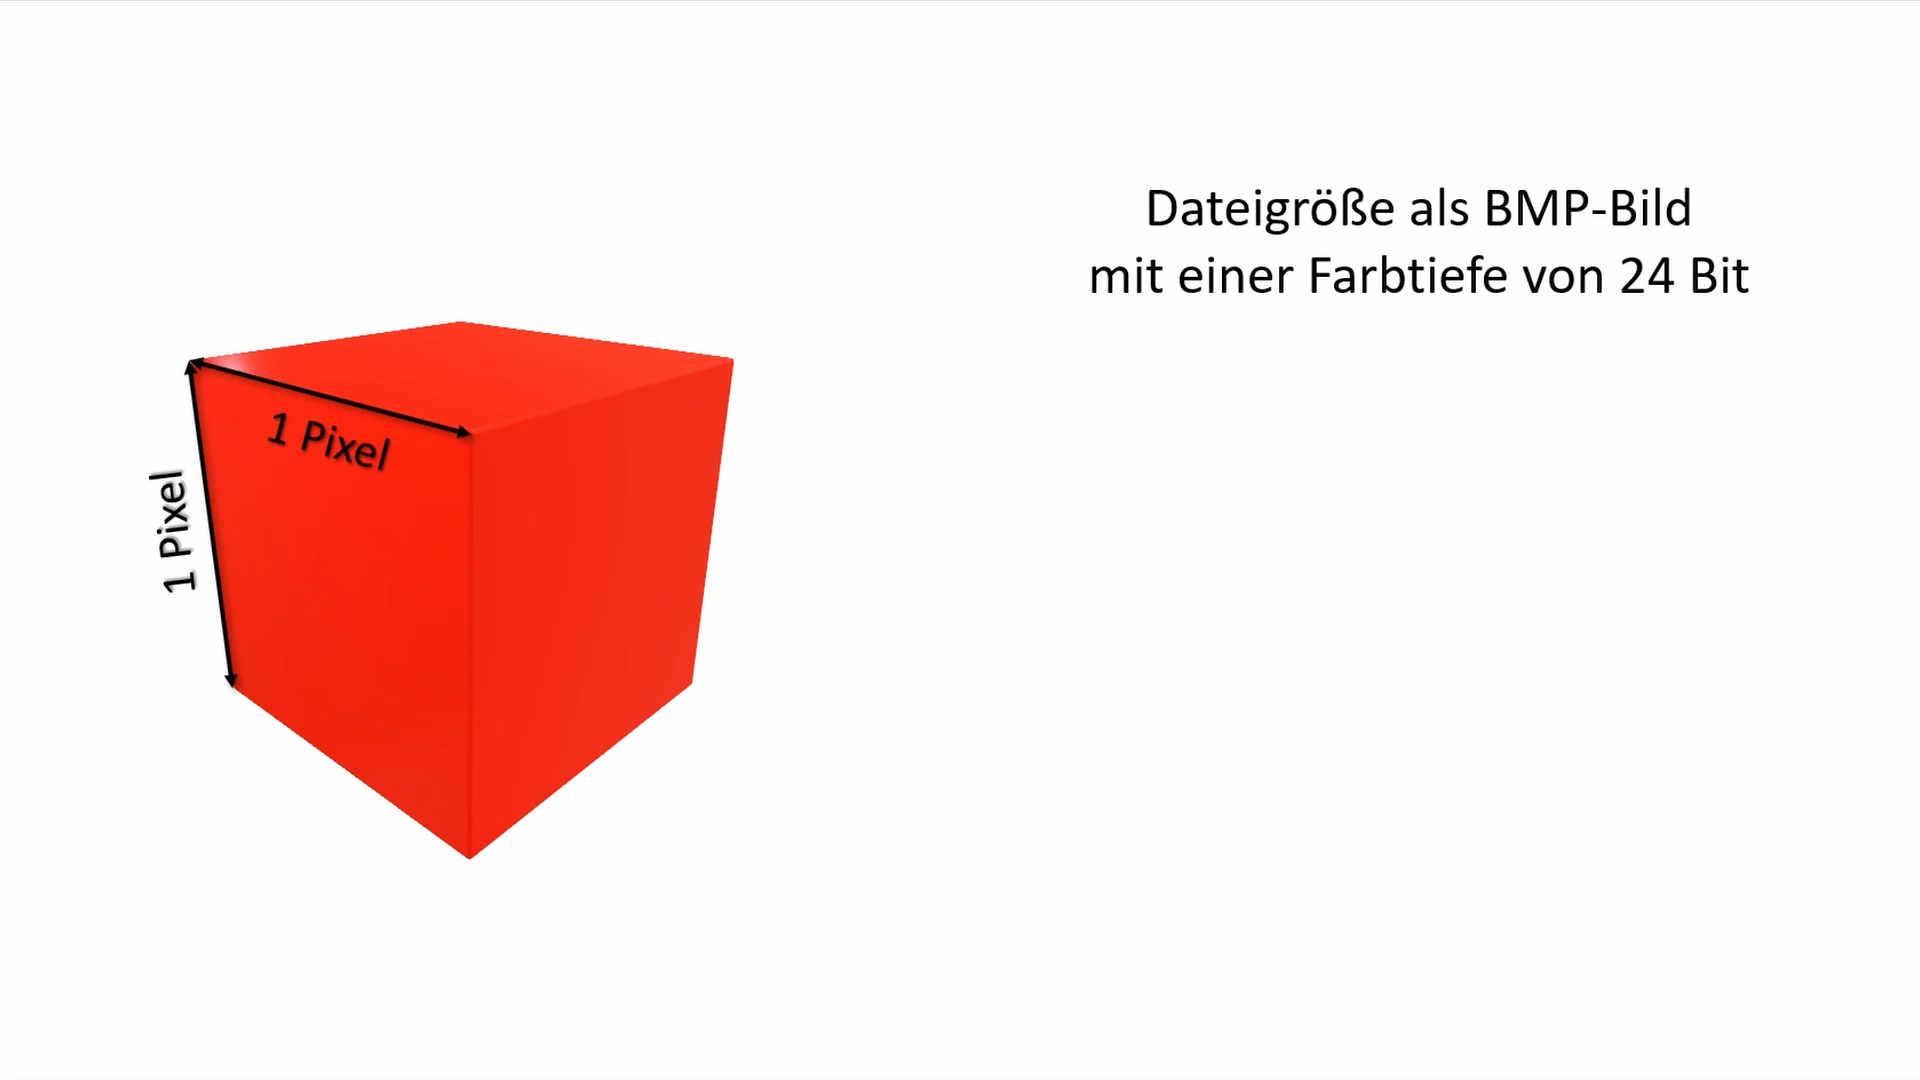 Dateigröße als BMP-Bild
mit einer Farbtiefe von 24 Bit
1 Pixel
1 Pixel